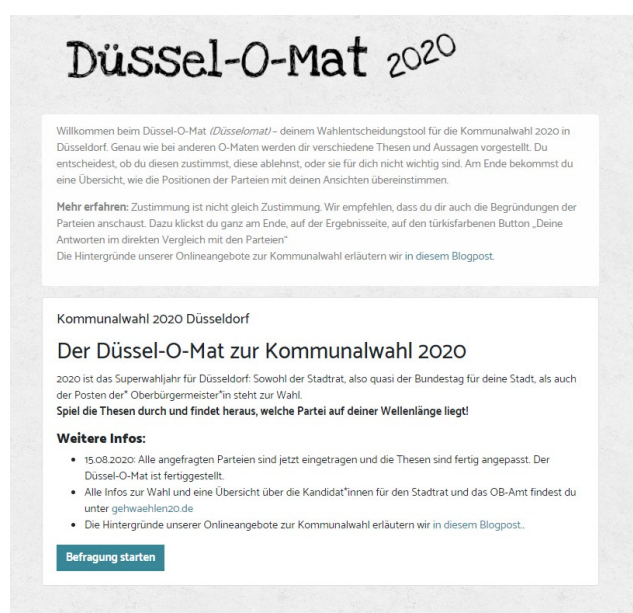 Düssel-O-Mat 2020
Willkommen beim Düssel-O-Mat (Düsselomat) – deinem Wahlentscheidungstool für die Kommunalwahl 2020 in
Düsseldorf. Genau wie bei anderen O-Maten werden dir verschiedene Thesen und Aussagen vorgestellt. Du
entscheidest, ob du diesen zustimmst, diese ablehnst, oder sie für dich nicht wichtig sind. Am Ende bekommst du
eine Übersicht, wie die Positionen der Parteien mit deinen Ansichten übereinstimmen.
Mehr erfahren: Zustimmung ist nicht gleich Zustimmung. Wir empfehlen, dass du dir auch die Begründungen der
Parteien anschaust. Dazu klickst du ganz am Ende, auf der Ergebnisseite, auf den türkisfarbenen Button „Deine
Antworten im direkten Vergleich mit den Parteien“
Die Hintergründe unserer Onlineangebote zur Kommunalwahl erläutern wir in diesem Blogpost.
Kommunalwahl 2020 Düsseldorf
Der Düssel-O-Mat zur Kommunalwahl 2020
2020 ist das Superwahljahr für Düsseldorf: Sowohl der Stadtrat, also quasi der Bundestag für deine Stadt, als auch
der Posten der* Oberbürgermeister*in steht zur Wahl.
Spiel die Thesen durch und findet heraus, welche Partei auf deiner Wellenlänge liegt!
Weitere Infos:
• 15.08.2020: Alle angefragten Parteien sind jetzt eingetragen und die Thesen sind fertig angepasst. Der
Düssel-O-Mat ist fertiggestellt.
• Alle Infos zur Wahl und eine Übersicht über die Kandidat*innen für den Stadtrat und das OB-Amt findest du
unter gehwaehlen20.de
• Die Hintergründe unserer Onlineangebote zur Kommunalwahl erläutern wir in diesem Blogpost..
Befragung starten